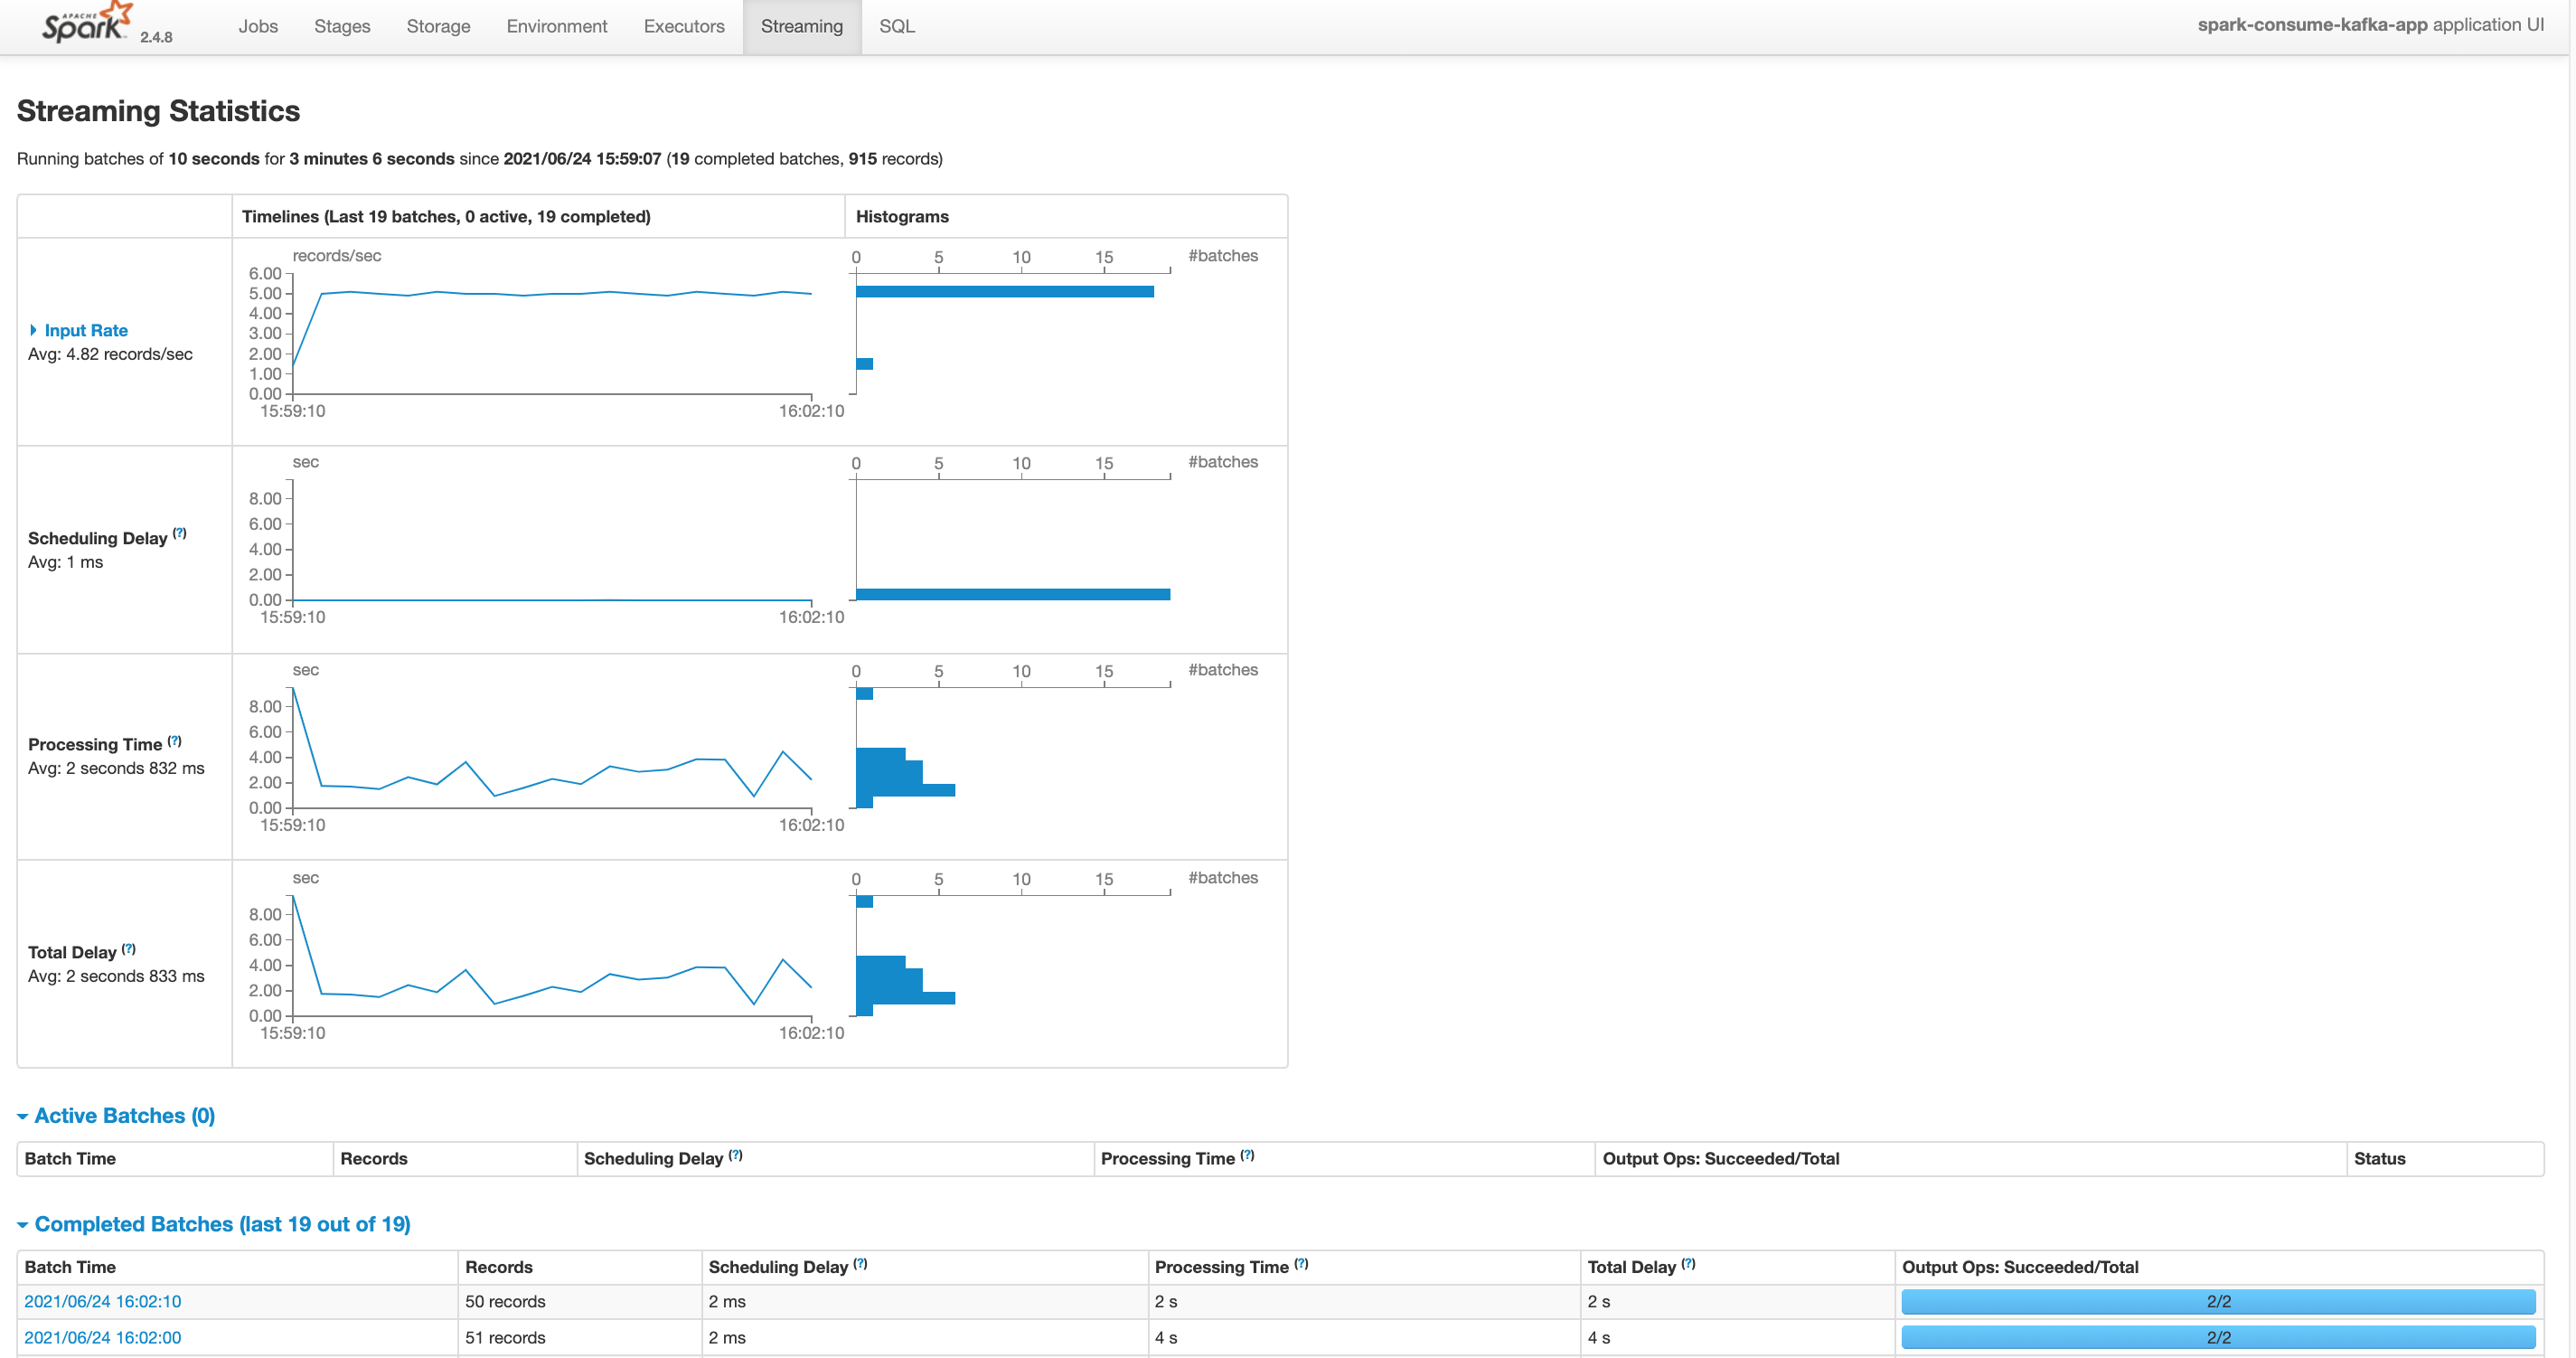 APACHE
Spark 2.4.8 Jobs Stages Storage Environment Executors Streaming SQL spark-consume-kafka-app application UI
Streaming Statistics
Running batches of 10 seconds for 3 minutes 6 seconds since 2021/06/24 15:59:07 (19 completed batches, 915 records)
Timelines (Last 19 batches, 0 active, 19 completed) Histograms
records/sec 0 5 10 15 #batches
6.00
5.00
4.00
3.00
2.00
1.00
0.00
15:59:10 16:02:10
Input Rate
Avg: 4.82 records/sec
sec 0 5 10 15 #batches
8.00
6.00
4.00
2.00
0.00
15:59:10 16:02:10
Scheduling Delay (?)
Avg: 1 ms
sec 0 5 10 15 #batches
8.00
6.00
4.00
2.00
0.00
15:59:10 16:02:10
Processing Time (?)
Avg: 2 seconds 832 ms
sec 0 5 10 15 #batches
8.00
6.00
4.00
2.00
0.00
15:59:10 16:02:10
Total Delay (?)
Avg: 2 seconds 833 ms
Active Batches (0)
Batch Time Records Scheduling Delay (?) Processing Time (?) Output Ops: Succeeded/Total Status
Completed Batches (last 19 out of 19)
Batch Time Records Scheduling Delay (?) Processing Time (?) Total Delay (?) Output Ops: Succeeded/Total
2021/06/24 16:02:10 50 records 2 ms 2 s 2 s 2/2
2021/06/24 16:02:00 51 records 2 ms 4 s 4 s 2/2